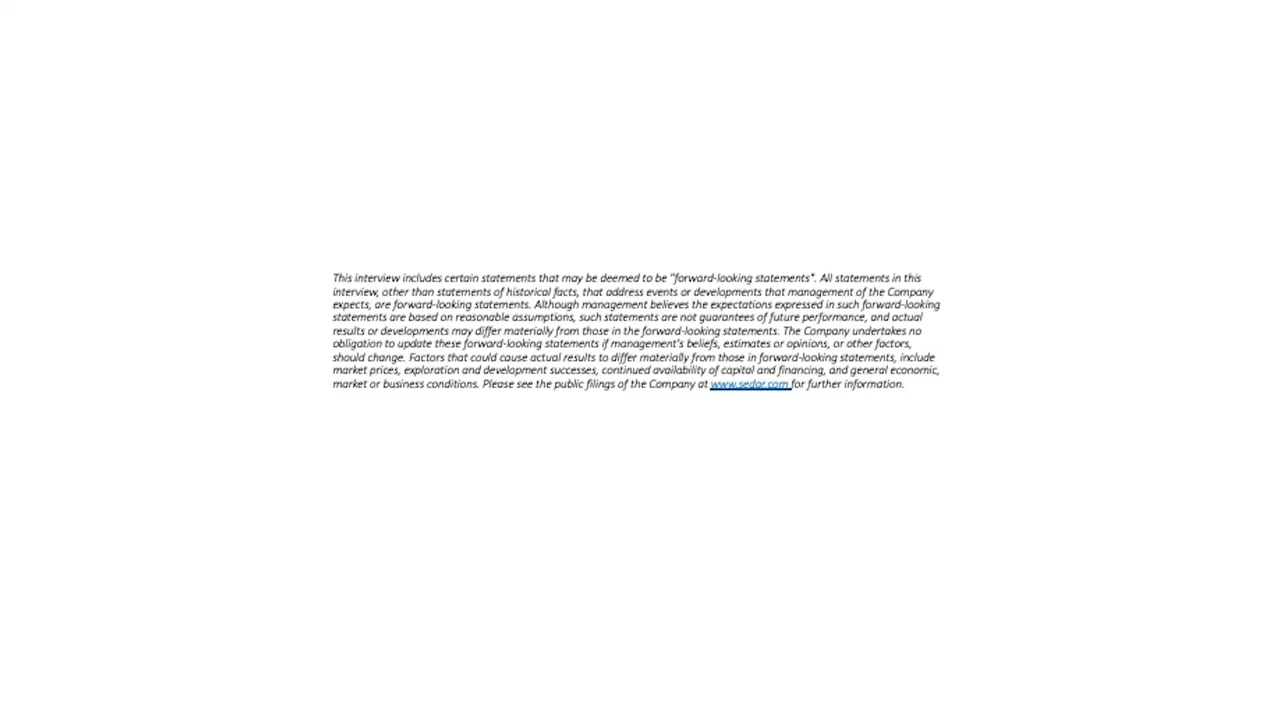 This interview includes certain statements that may be deemed to be "forward-looking statements". All statements in this
interview, other than statements of historical facts, that address events or developments that management of the Company
expects, are forward-looking statements. Although management believes the expectations expressed in such forward-looking
statements are based on reasonable assumptions, such statements are not guarantees of future performance, and actual
results or developments may differ materially from those in the forward-looking statements. The Company undertakes no
obligation to update these forward-looking statements if management's beliefs, estimates or opinions, or other factors,
should change. Factors that could cause actual results to differ materially from those in forward-looking statements, include
market prices, exploration and development successes, continued availability of capital and financing, and general economic,
market or business conditions. Please see the public filings of the Company at www.sedar.com for further information.